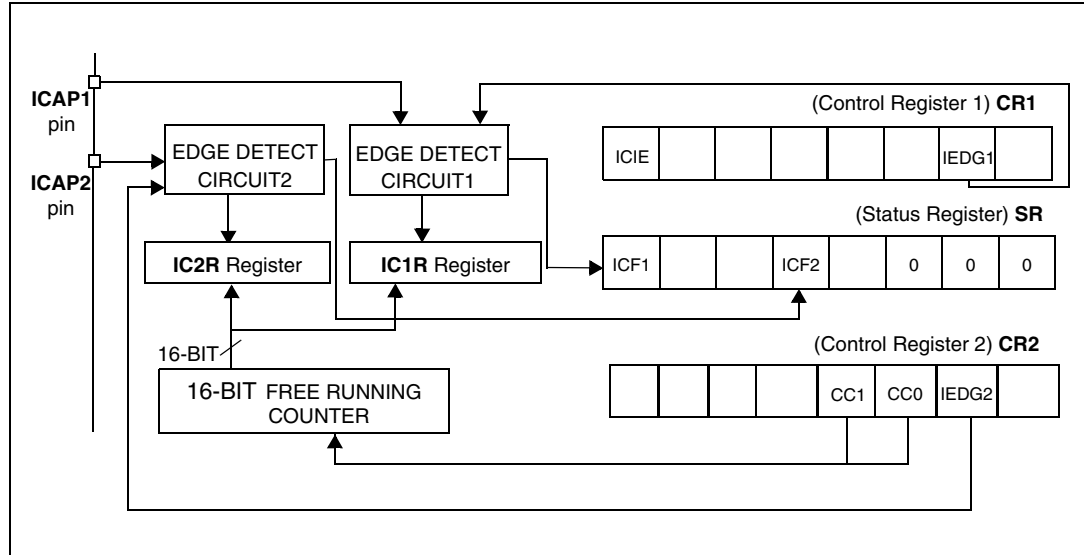 ICAP1
pin
ICAP2
pin
EDGE DETECT
CIRCUIT2
EDGE DETECT
CIRCUIT1
IC2R Register
IC1R Register
16-BIT
16-BIT FREE RUNNING
COUNTER
(Control Register 1) CR1
ICIE IEDG1
(Status Register) SR
ICF1 ICF2 0 0 0
(Control Register 2) CR2
CC1 CC0 IEDG2